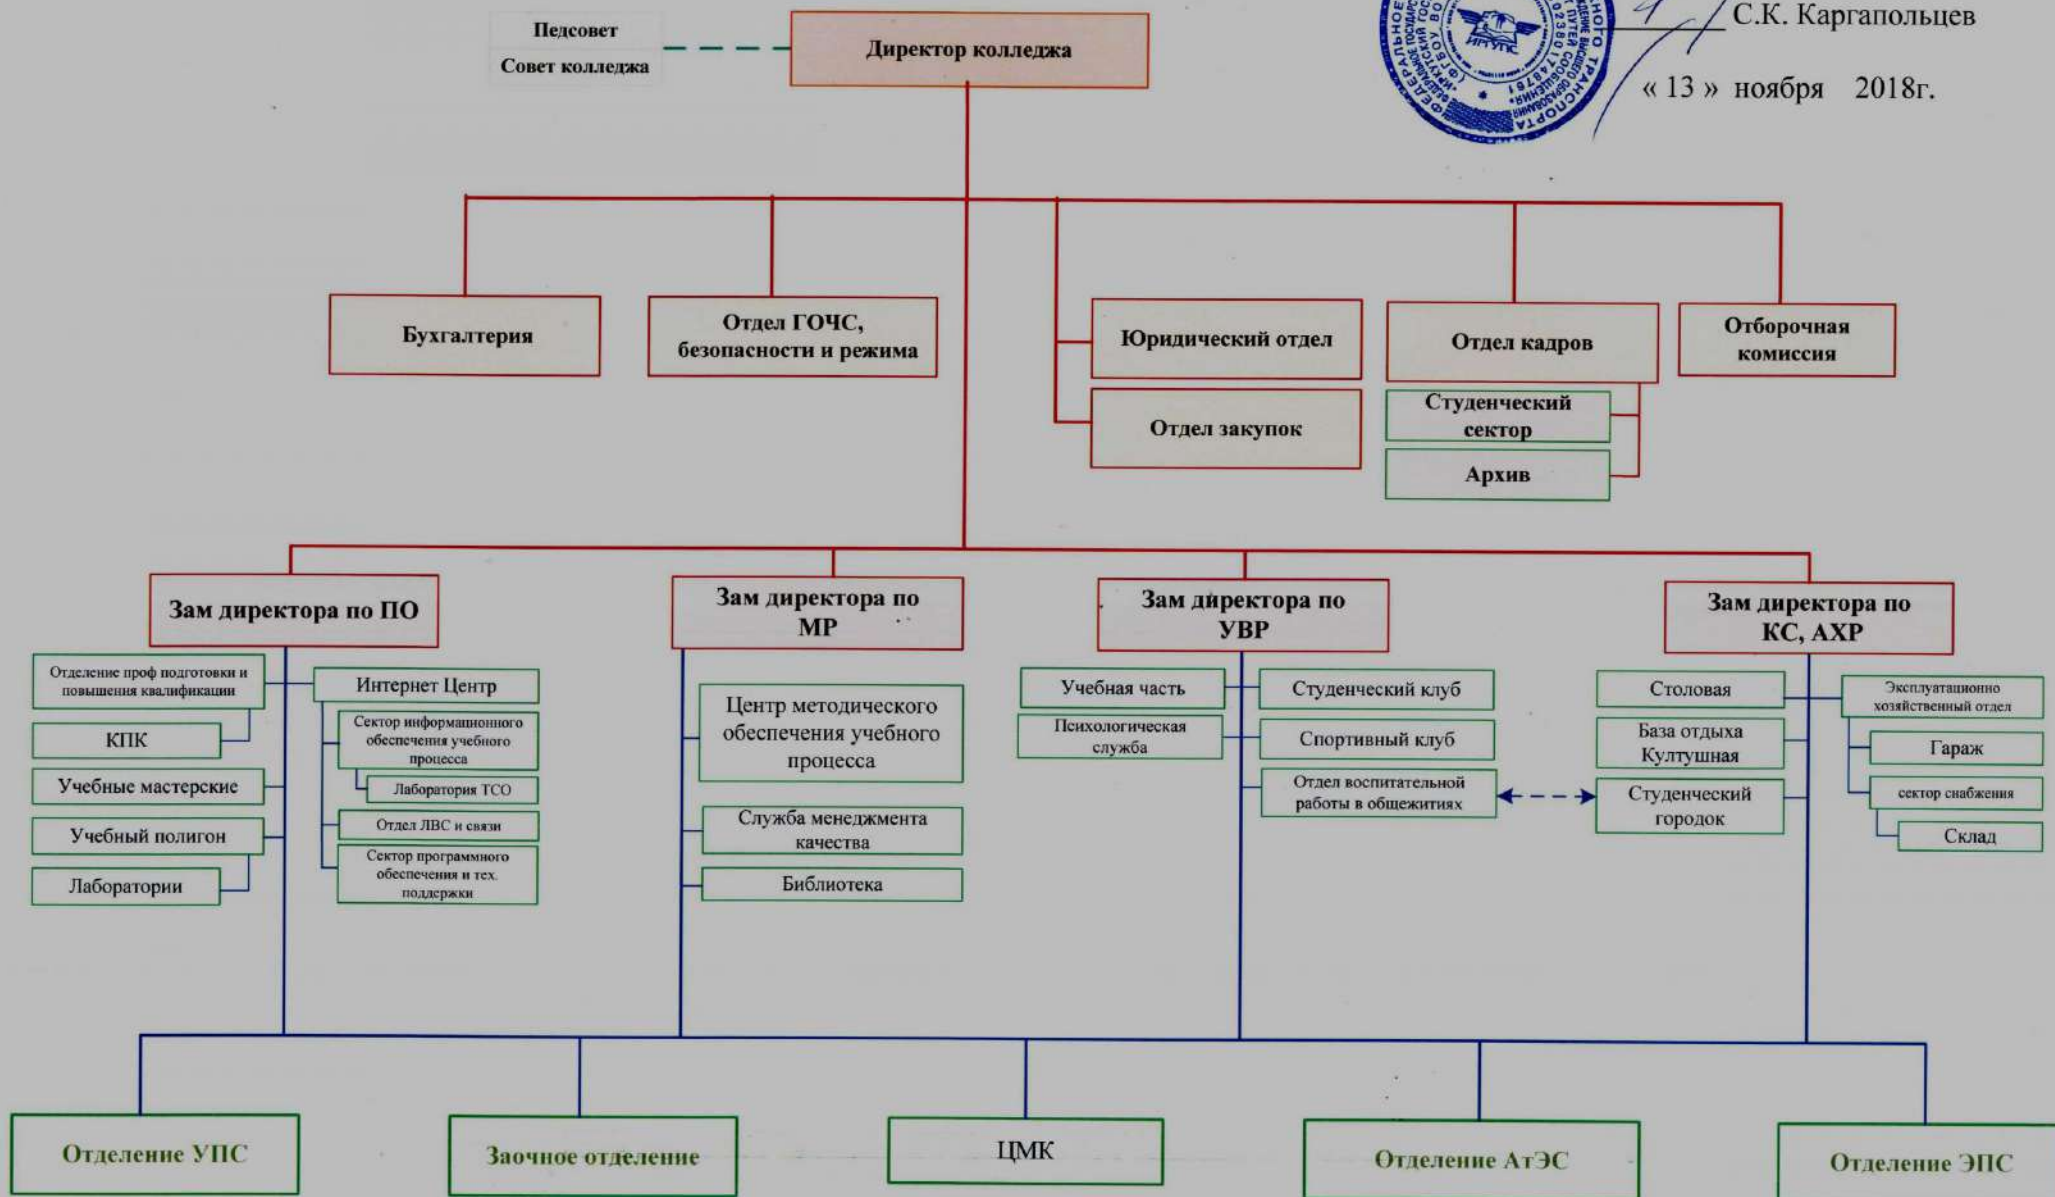 Педсовет
Совет колледжа
Директор колледжа
С.К. Каргапольцев
« 13 » ноября 2018г.
ИРГУПС
Бухгалтерия
Отдел ГОЧС,
безопасности и режима
Юридический отдел
Отдел закупок
Отдел кадров
Студенческий
сектор
Архив
Отборочная
комиссия
Зам директора по ПО
Зам директора по
МР
Зам директора по
УВР
Зам директора по
КС, АХР
Отделение проф подготовки и
повышения квалификации
КПК
Учебные мастерские
Учебный полигон
Лаборатории
Интернет Центр
Сектор информационного
обеспечения учебного
процесса
Лаборатория ТСО
Отдел ЛВС и связи
Сектор программного
обеспечения и тех.
поддержки
Центр методического
обеспечения учебного
процесса
Служба менеджмента
качества
Библиотека
Учебная часть
Психологическая
служба
Студенческий клуб
Спортивный клуб
Отдел воспитательной
работы в общежитиях
Столовая
База отдыха
Култушная
Студенческий
городок
Эксплуатационно
хозяйственный отдел
Гараж
сектор снабжения
Склад
Отделение УПС
Заочное отделение
ЦМК
Отделение АтЭС
Отделение ЭПС